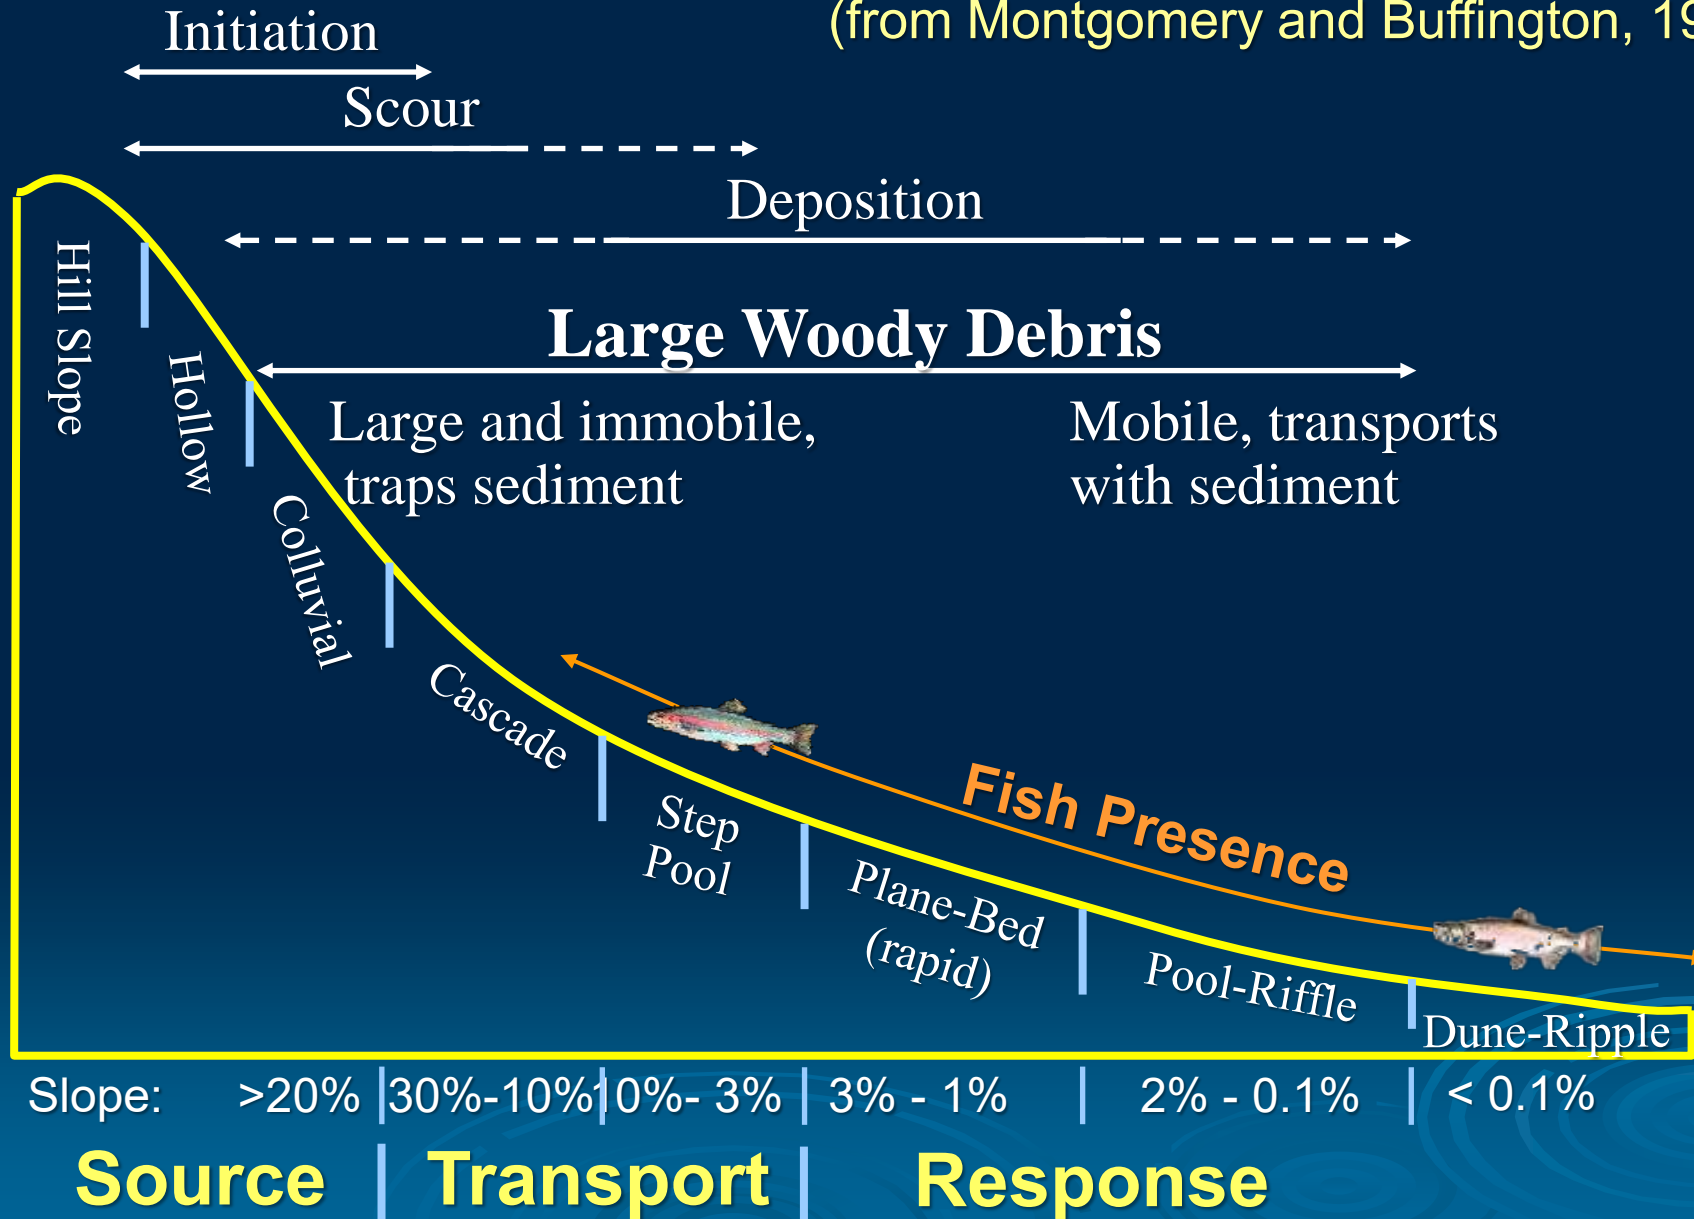 (from Montgomery and Buffington, 19
Initiation
Scour
Deposition
Large Woody Debris
Large and immobile,
traps sediment
Mobile, transports
with sediment
Hill Slope
Hollow
Colluvial
Cascade
Step
Pool
Plane-Bed
(rapid)
Pool-Riffle
Dune-Ripple
Fish Presence
Slope: >20% 30%-10% 10%- 3% 3% - 1% 2% - 0.1% < 0.1%
Source Transport Response